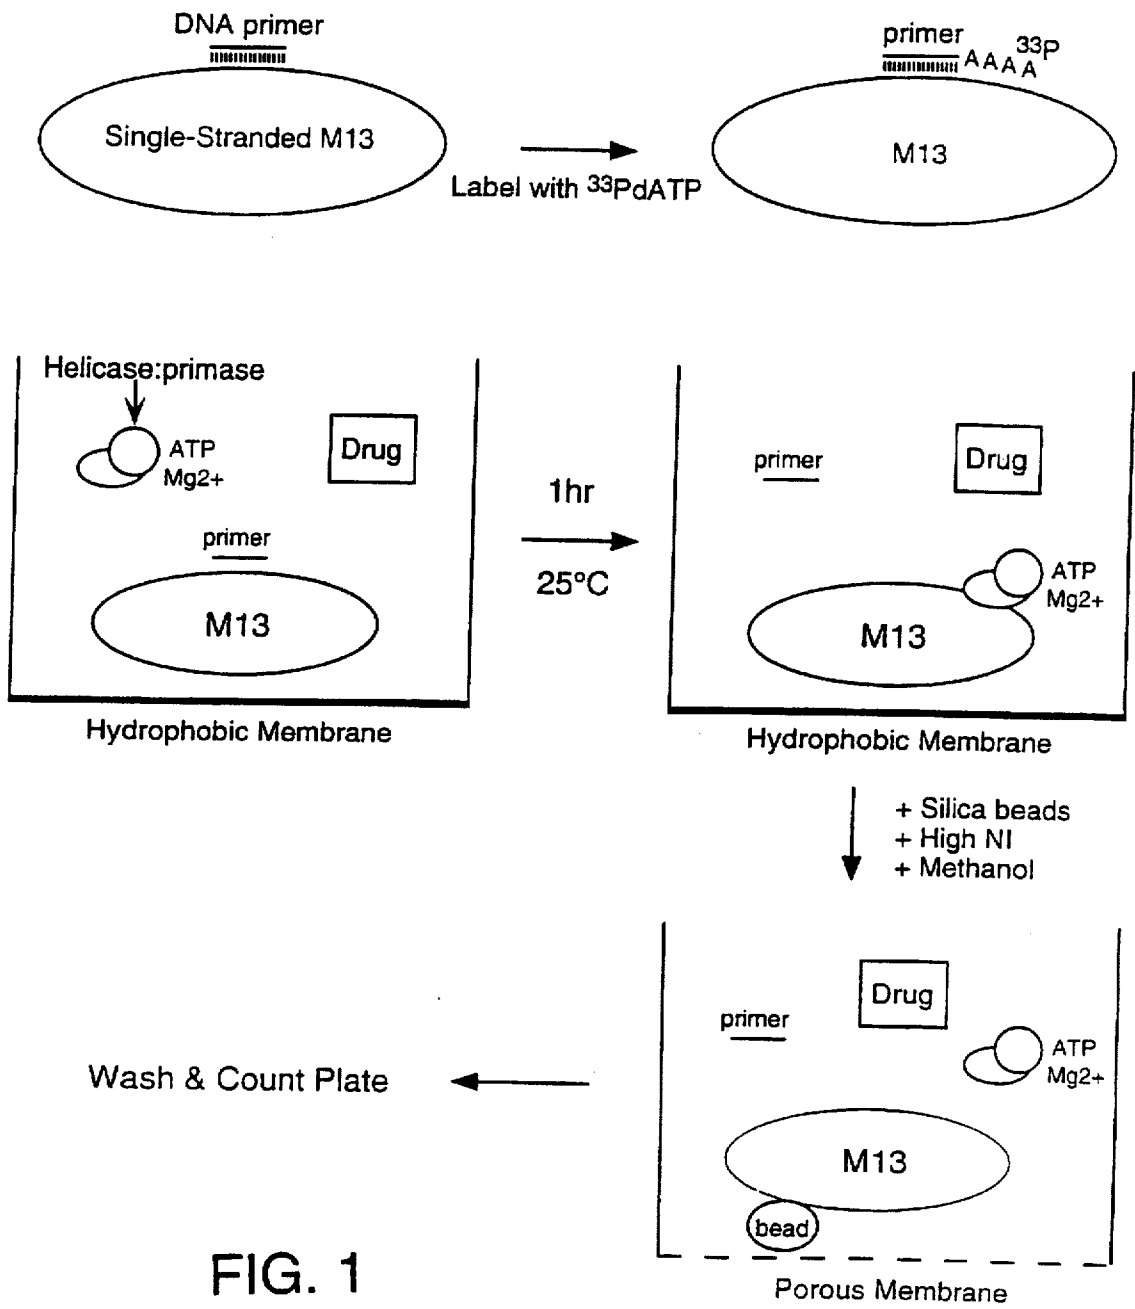 DNA primer
Single-Stranded M13
Label with ³³PdATP
primer
A A A A ³³P
M13
Helicase:primase
ATP
Mg2+
Drug
primer
M13
Hydrophobic Membrane
1hr
25°C
primer
Drug
ATP
Mg2+
M13
Hydrophobic Membrane
+ Silica beads
+ High NI
+ Methanol
Drug
primer
ATP
Mg2+
M13
bead
Porous Membrane
Wash & Count Plate
FIG. 1